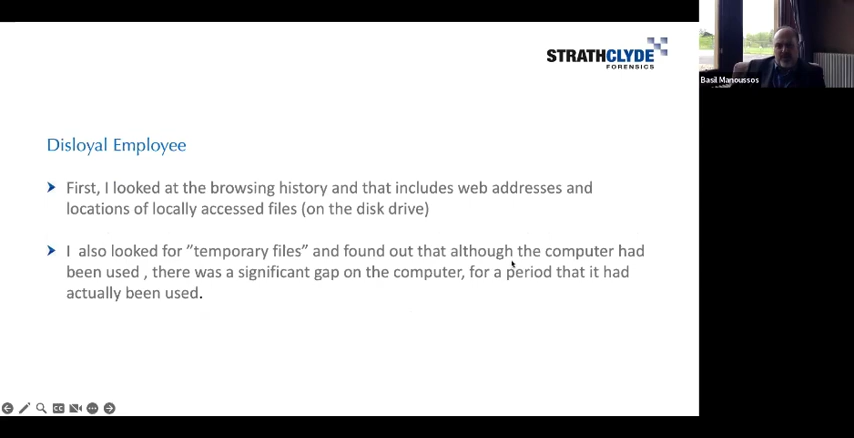 STRATHCLYDE
FORENSICS
Basil Manoussos
Disloyal Employee
First, I looked at the browsing history and that includes web addresses and
locations of locally accessed files (on the disk drive)
I also looked for ”temporary files” and found out that although the computer had
been used , there was a significant gap on the computer, for a period that it had
actually been used.
CC